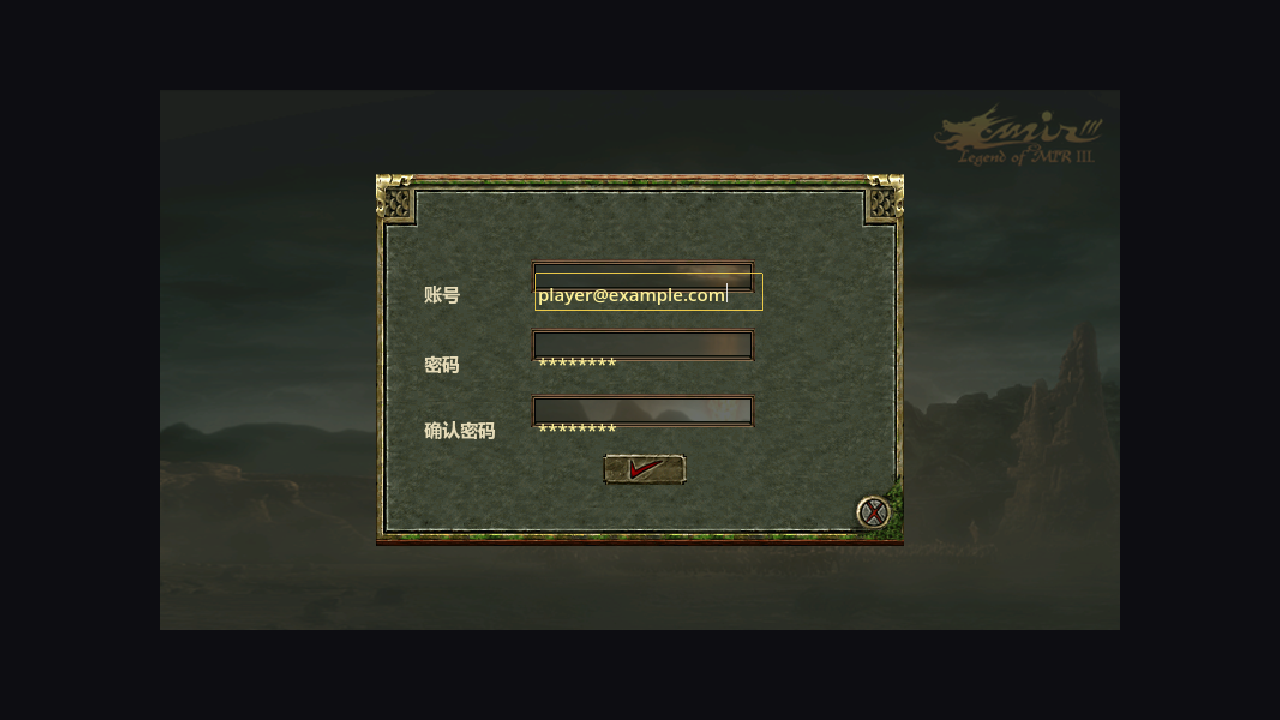 mir III
Legend of MIR III.
账号
player@example.com
密码
********
确认密码
********